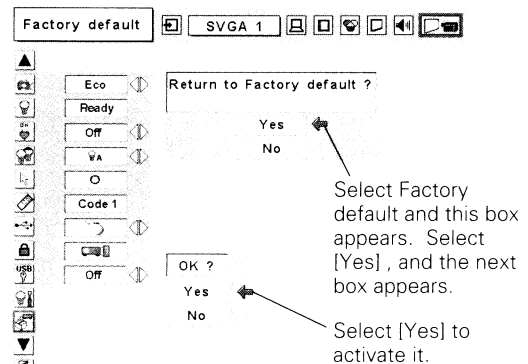 Factory default
SVGA 1
Eco
Return to Factory default ?
Ready
Yes
Off
No
A
Code 1
Select Factory
default and this box
appears. Select
[Yes] , and the next
box appears.
USB
Off
OK ?
Yes
No
Select [Yes] to
activate it.